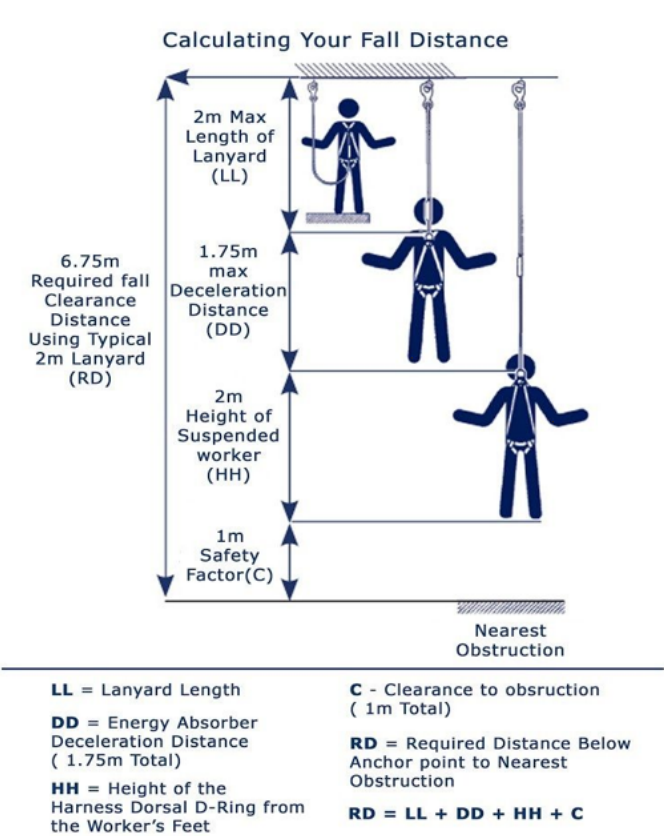 Calculating Your Fall Distance
2m Max
Length of
Lanyard
(LL)
1.75m
max
Deceleration
Distance
(DD)
6.75m
Required fall
Clearance
Distance
Using Typical
2m Lanyard
(RD)
2m
Height of
Suspended
worker
(HH)
1m
Safety
Factor(C)
Nearest
Obstruction
LL = Lanyard Length
DD = Energy Absorber
Deceleration Distance
( 1.75m Total)
HH = Height of the
Harness Dorsal D-Ring from
the Worker's Feet
C - Clearance to obsruction
( 1m Total)
RD = Required Distance Below
Anchor point to Nearest
Obstruction
RD = LL + DD + HH + C